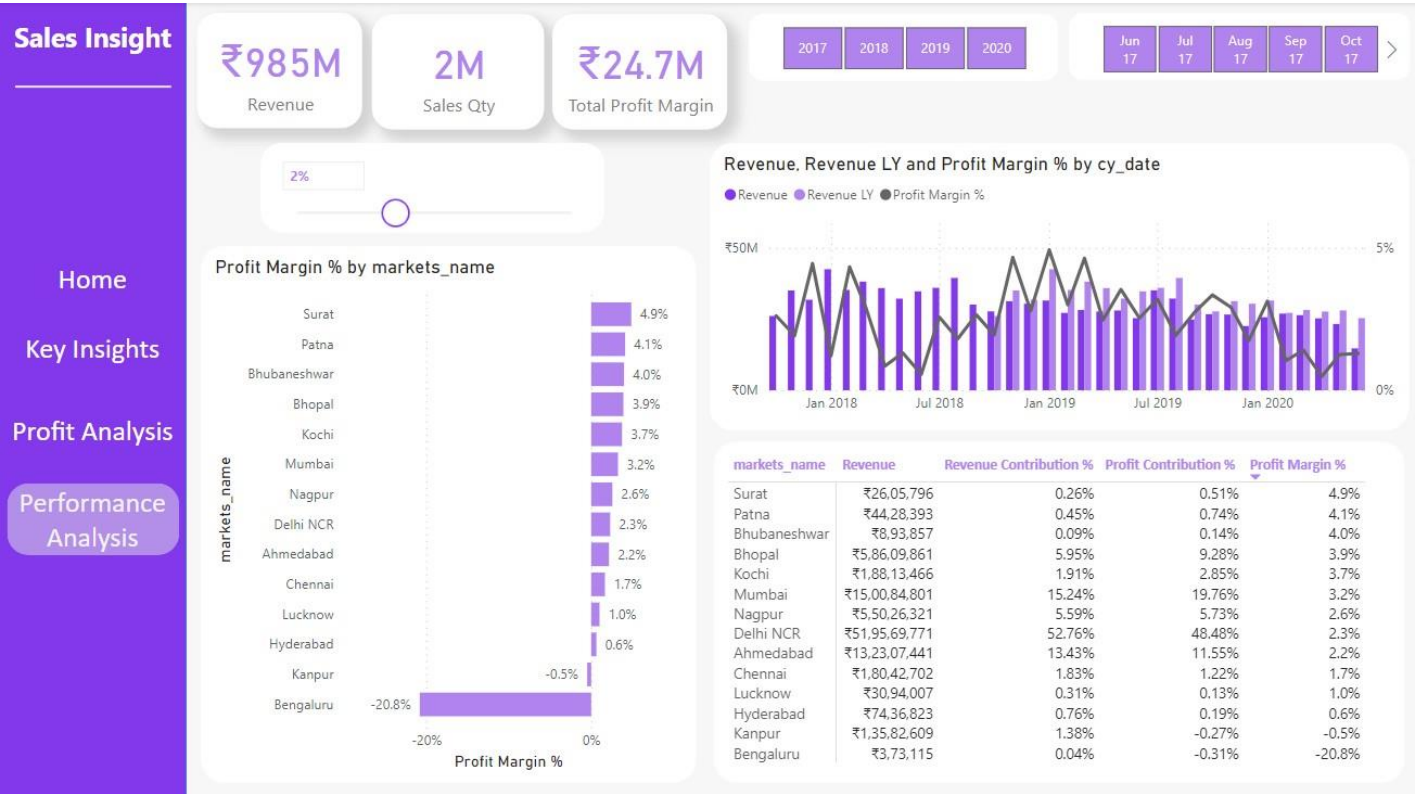 Sales Insight
Home
Key Insights
Profit Analysis
Performance
Analysis
₹985M
Revenue
2M
Sales Qty
₹24.7M
Total Profit Margin
2017 2018 2019 2020
Jun Jul Aug Sep Oct
17 17 17 17 17
2%
Profit Margin % by markets_name
markets_name
Surat 4.9%
Patna 4.1%
Bhubaneshwar 4.0%
Bhopal 3.9%
Kochi 3.7%
Mumbai 3.2%
Nagpur 2.6%
Delhi NCR 2.3%
Ahmedabad 2.2%
Chennai 1.7%
Lucknow 1.0%
Hyderabad 0.6%
Kanpur -0.5%
Bengaluru -20.8%
-20% 0%
Profit Margin %
Revenue, Revenue LY and Profit Margin % by cy_date
Revenue Revenue LY Profit Margin %
₹50M 5%
₹0M 0%
Jan 2018 Jul 2018 Jan 2019 Jul 2019 Jan 2020
markets_name Revenue Revenue Contribution % Profit Contribution % Profit Margin %
Surat ₹26,05,796 0.26% 0.51% 4.9%
Patna ₹44,28,393 0.45% 0.74% 4.1%
Bhubaneshwar ₹8,93,857 0.09% 0.14% 4.0%
Bhopal ₹5,86,09,861 5.95% 9.28% 3.9%
Kochi ₹1,88,13,466 1.91% 2.85% 3.7%
Mumbai ₹15,00,84,801 15.24% 19.76% 3.2%
Nagpur ₹5,50,26,321 5.59% 5.73% 2.6%
Delhi NCR ₹51,95,69,771 52.76% 48.48% 2.3%
Ahmedabad ₹13,23,07,441 13.43% 11.55% 2.2%
Chennai ₹1,80,42,702 1.83% 1.22% 1.7%
Lucknow ₹30,94,007 0.31% 0.13% 1.0%
Hyderabad ₹74,36,823 0.76% 0.19% 0.6%
Kanpur ₹1,35,82,609 1.38% -0.27% -0.5%
Bengaluru ₹3,73,115 0.04% -0.31% -20.8%